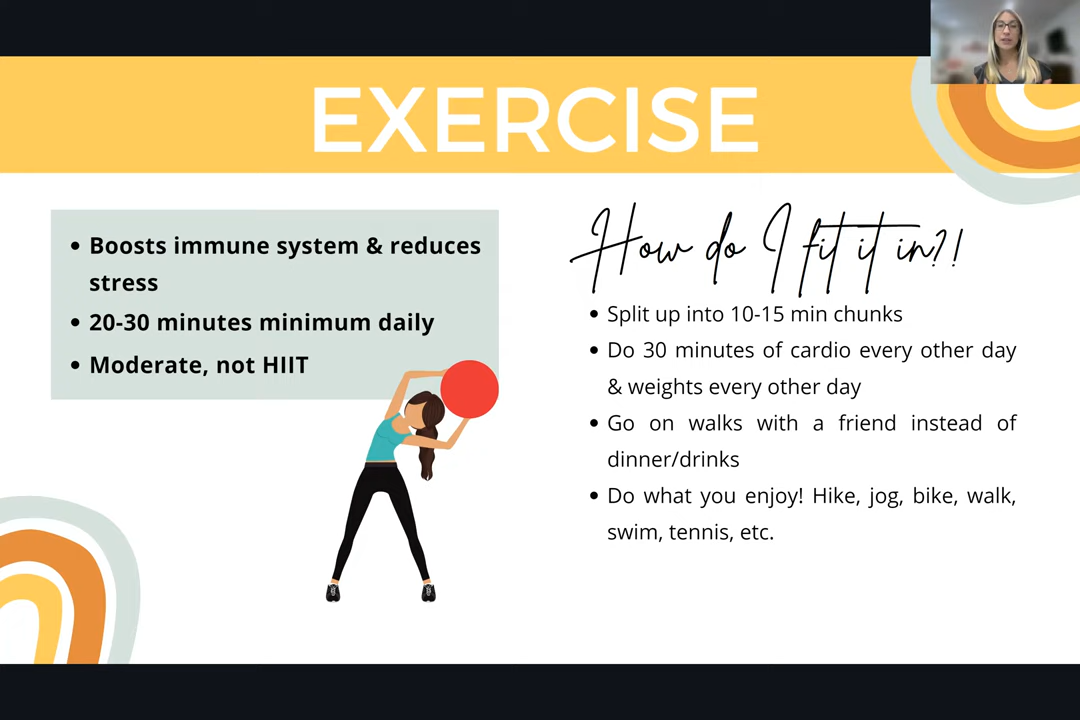 EXERCISE
• Boosts immune system & reduces
stress
• 20-30 minutes minimum daily
• Moderate, not HIIT
How do I fit it in?!
• Split up into 10-15 min chunks
• Do 30 minutes of cardio every other day
& weights every other day
• Go on walks with a friend instead of
dinner/drinks
• Do what you enjoy! Hike, jog, bike, walk,
swim, tennis, etc.